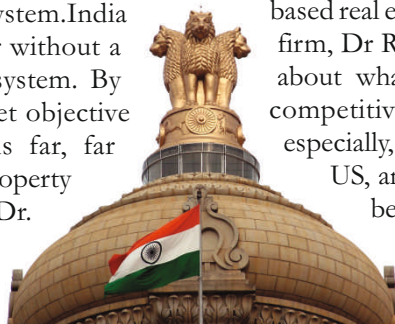 ystem.India
without a
system. By
et objective
s far, far
operty
Dr.
based real e
firm, Dr R
about wha
competitiv
especially,
US, ar
be